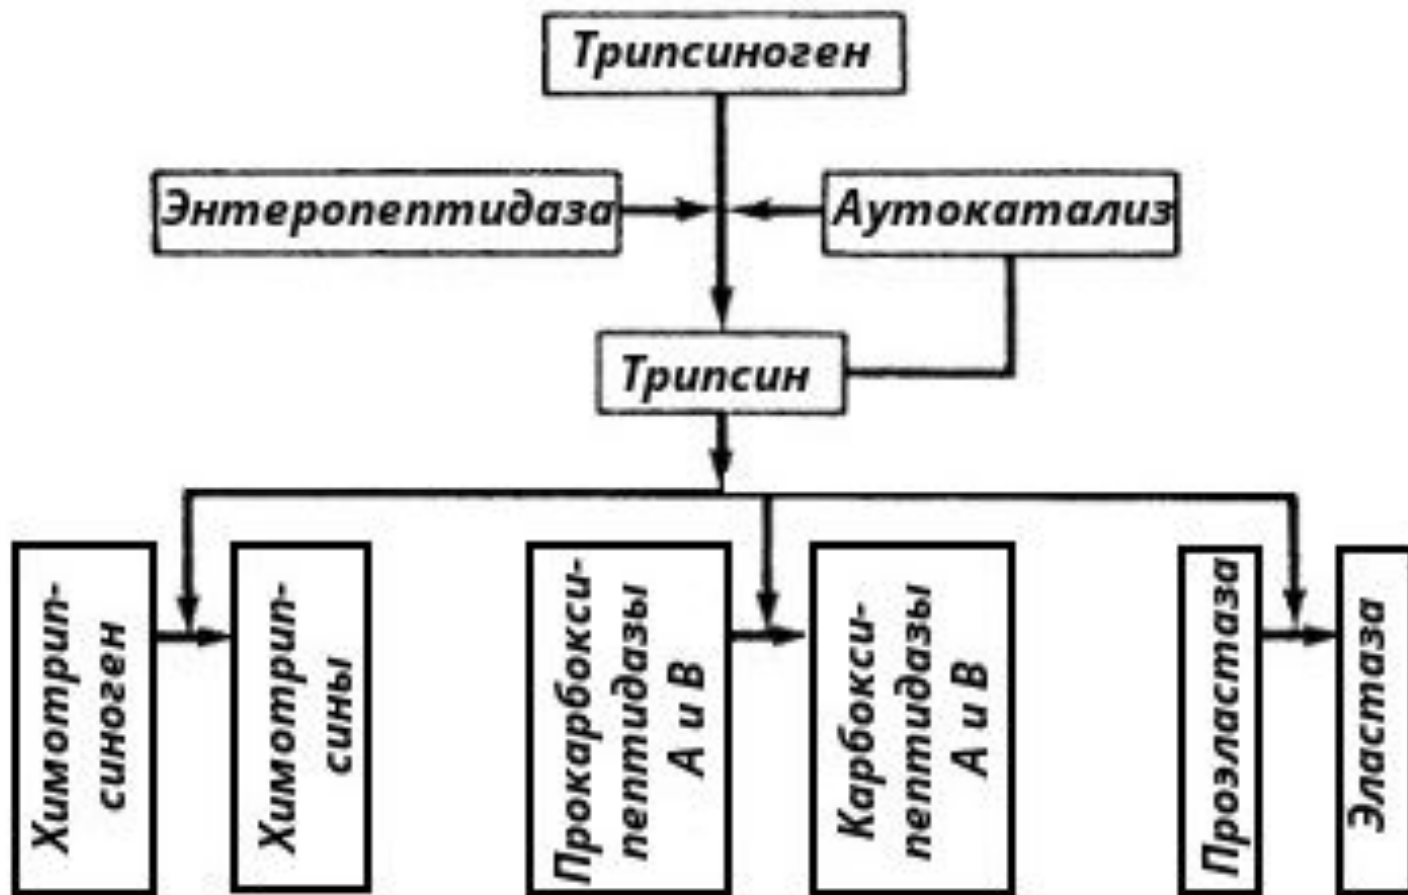 Трипсиноген
Энтеропептидаза
Аутокатализ
Трипсин
Химотрип-
синоген
Химотрип-
сины
Прокарбокси-
пептидазы
А и В
Карбокси-
пептидазы
А и В
Проэластаза
Эластаза